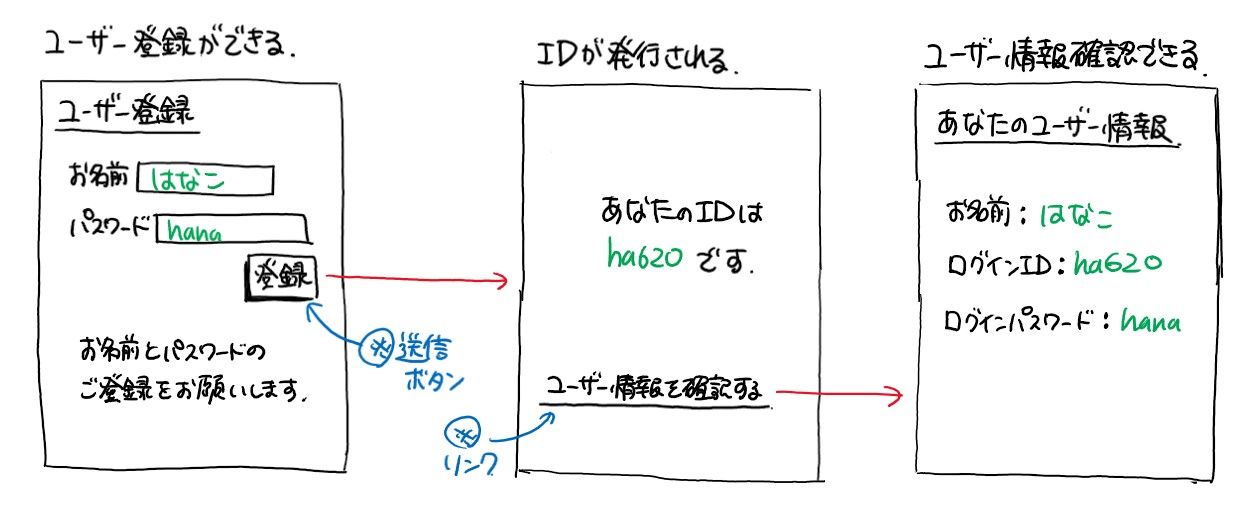 ユーザー登録ができる.
ユーザー登録
お名前 はなこ
パスワード hana
登録
お名前とパスワードの
ご登録をお願いします.
※送信
ボタン
IDが発行される.
あなたのIDは
ha620 です.
ユーザー情報を確認する
※
リンク
ユーザー情報確認できる.
あなたのユーザー情報
お名前：はなこ
ログインID：ha620
ログインパスワード：hana